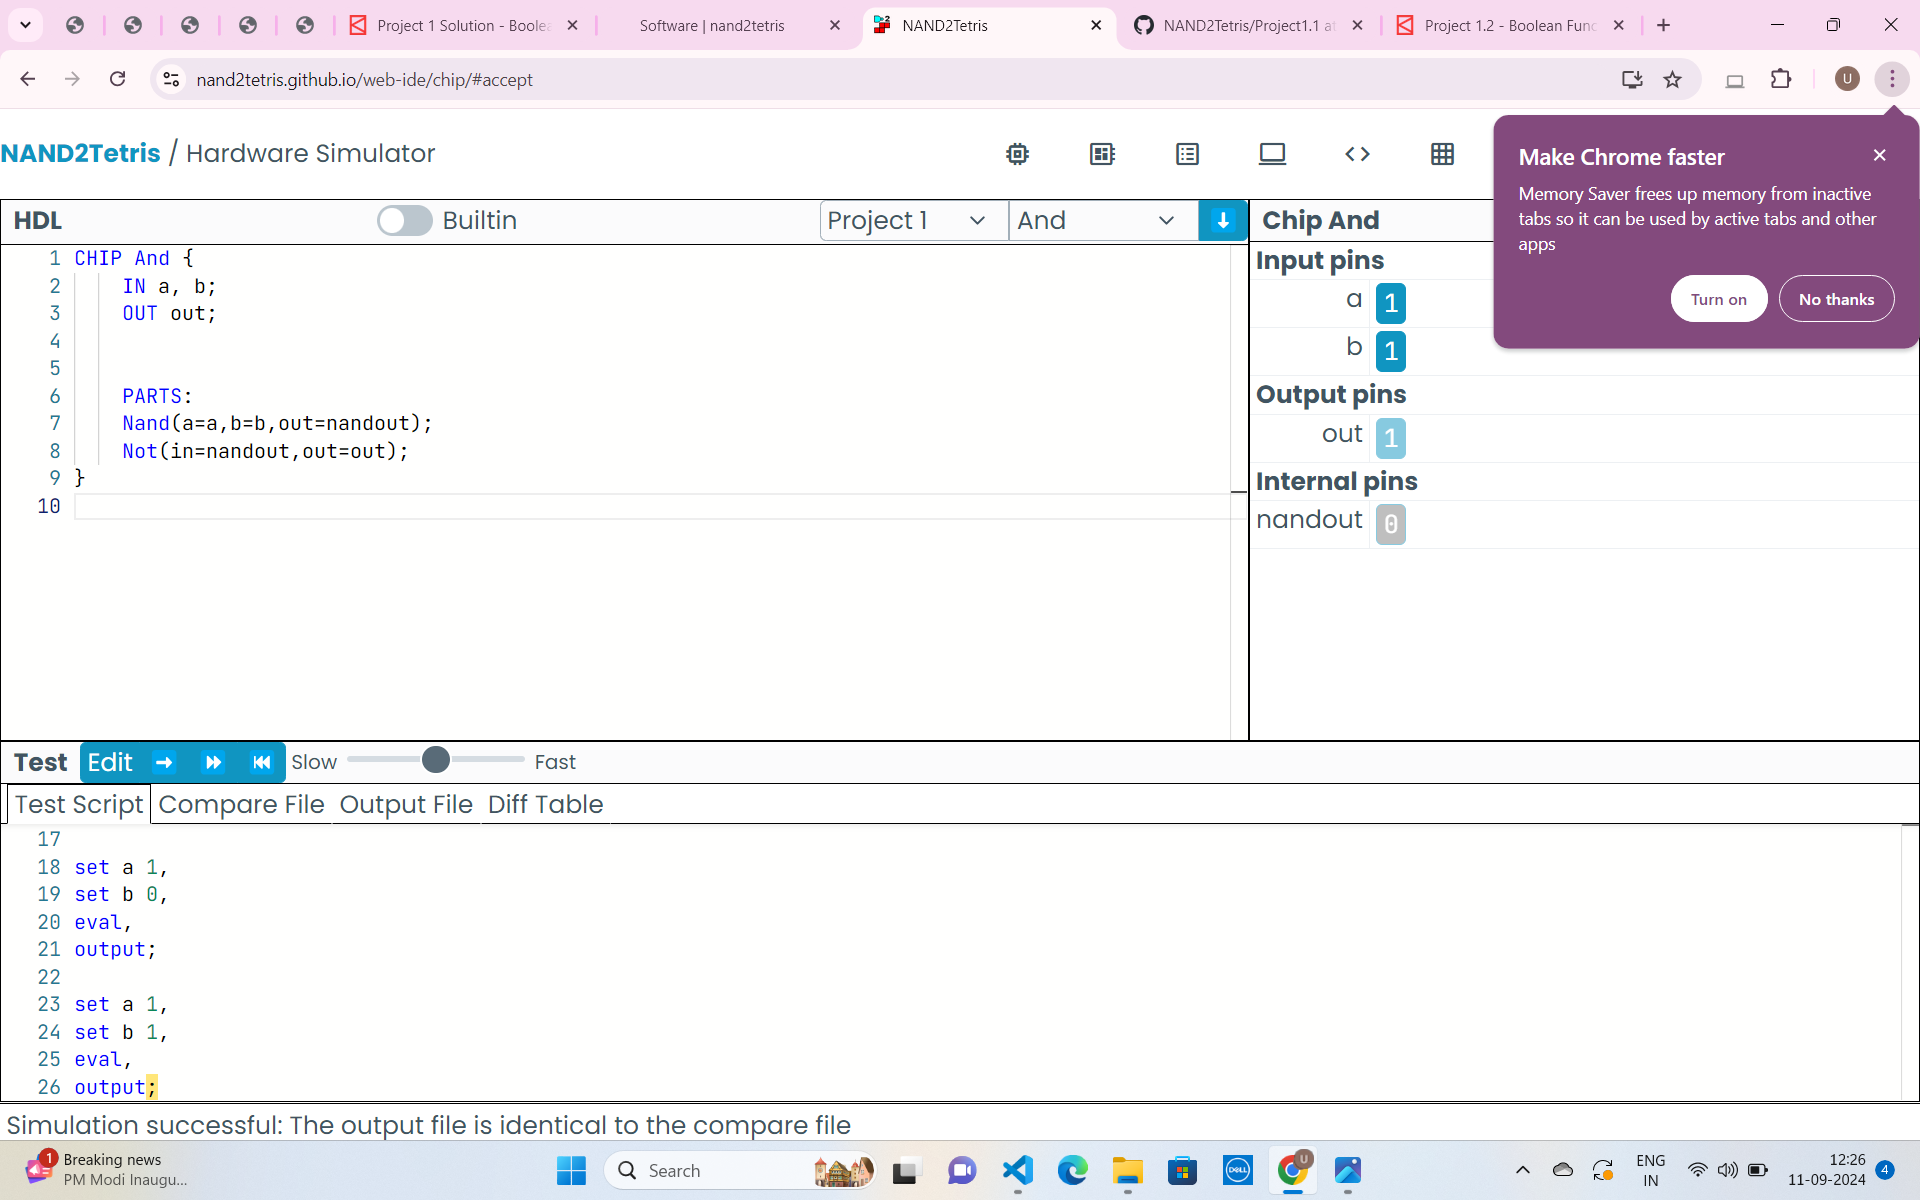 Project 1 Solution - Boolea
Software | nand2tetris
NAND2Tetris
NAND2Tetris/Project1.1 at
Project 1.2 - Boolean Func
nand2tetris.github.io/web-ide/chip/#accept
U
NAND2Tetris / Hardware Simulator
Make Chrome faster
Memory Saver frees up memory from inactive
tabs so it can be used by active tabs and other
apps
Turn on
No thanks
HDL
Builtin
Project 1
And
1 CHIP And {
2 IN a, b;
3 OUT out;
4
5
6 PARTS:
7 Nand(a=a,b=b,out=nandout);
8 Not(in=nandout,out=out);
9 }
10
Chip And
Input pins
a 1
b 1
Output pins
out 1
Internal pins
nandout 0
Test Edit Slow Fast
Test Script Compare File Output File Diff Table
17
18 set a 1,
19 set b 0,
20 eval,
21 output;
22
23 set a 1,
24 set b 1,
25 eval,
26 output;
Simulation successful: The output file is identical to the compare file
1
Breaking news
PM Modi Inaugu...
Search
DELL
U
ENG
IN
12:26
11-09-2024
4